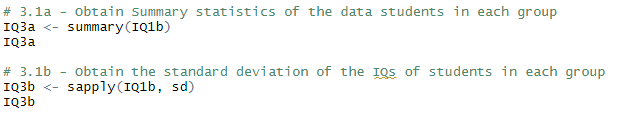 # 3.1a - Obtain Summary statistics of the data students in each group
IQ3a <- summary(IQ1b)
IQ3a
# 3.1b - Obtain the standard deviation of the IQs of students in each group
IQ3b <- sapply(IQ1b, sd)
IQ3b